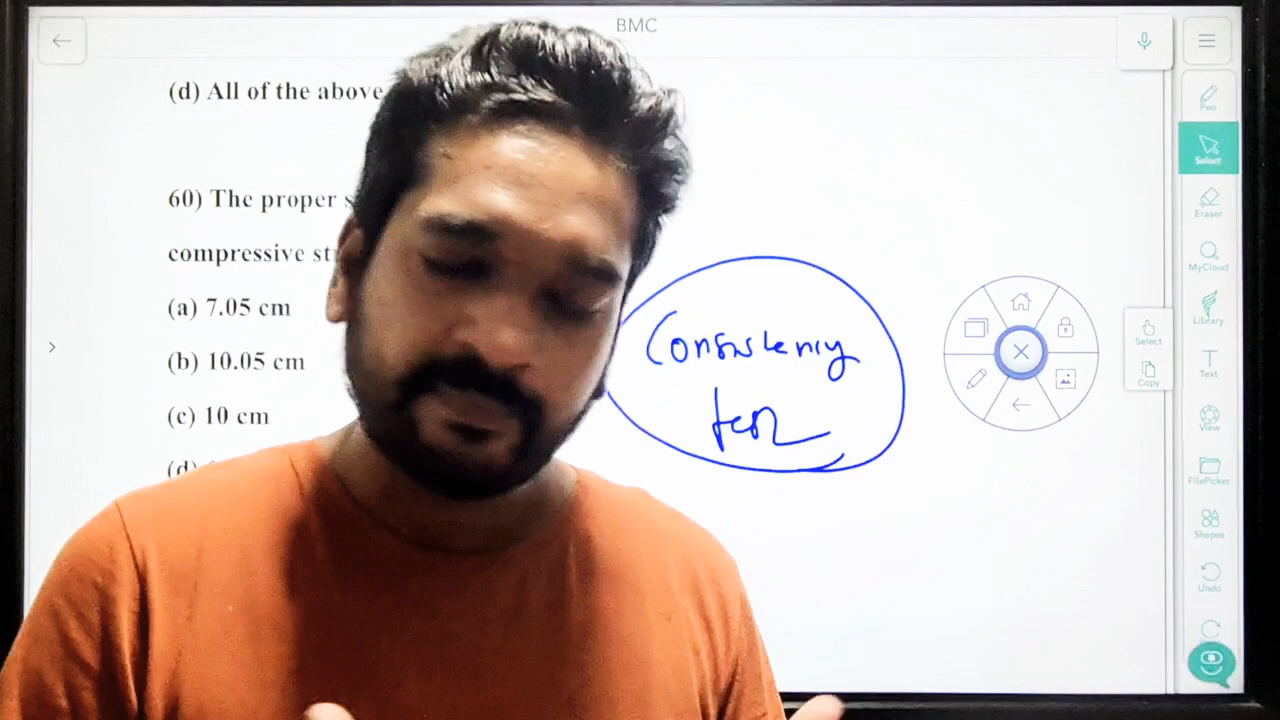 BMC
(d) All of the above
60) The proper
compressive
(a) 7.05 cm
(b) 10.05 cm
(c) 10 cm
(d)
Consistency
test
Pen
Select
Eraser
MyCloud
Library
Select
Copy
Text
View
FilePicker
Shapes
Undo